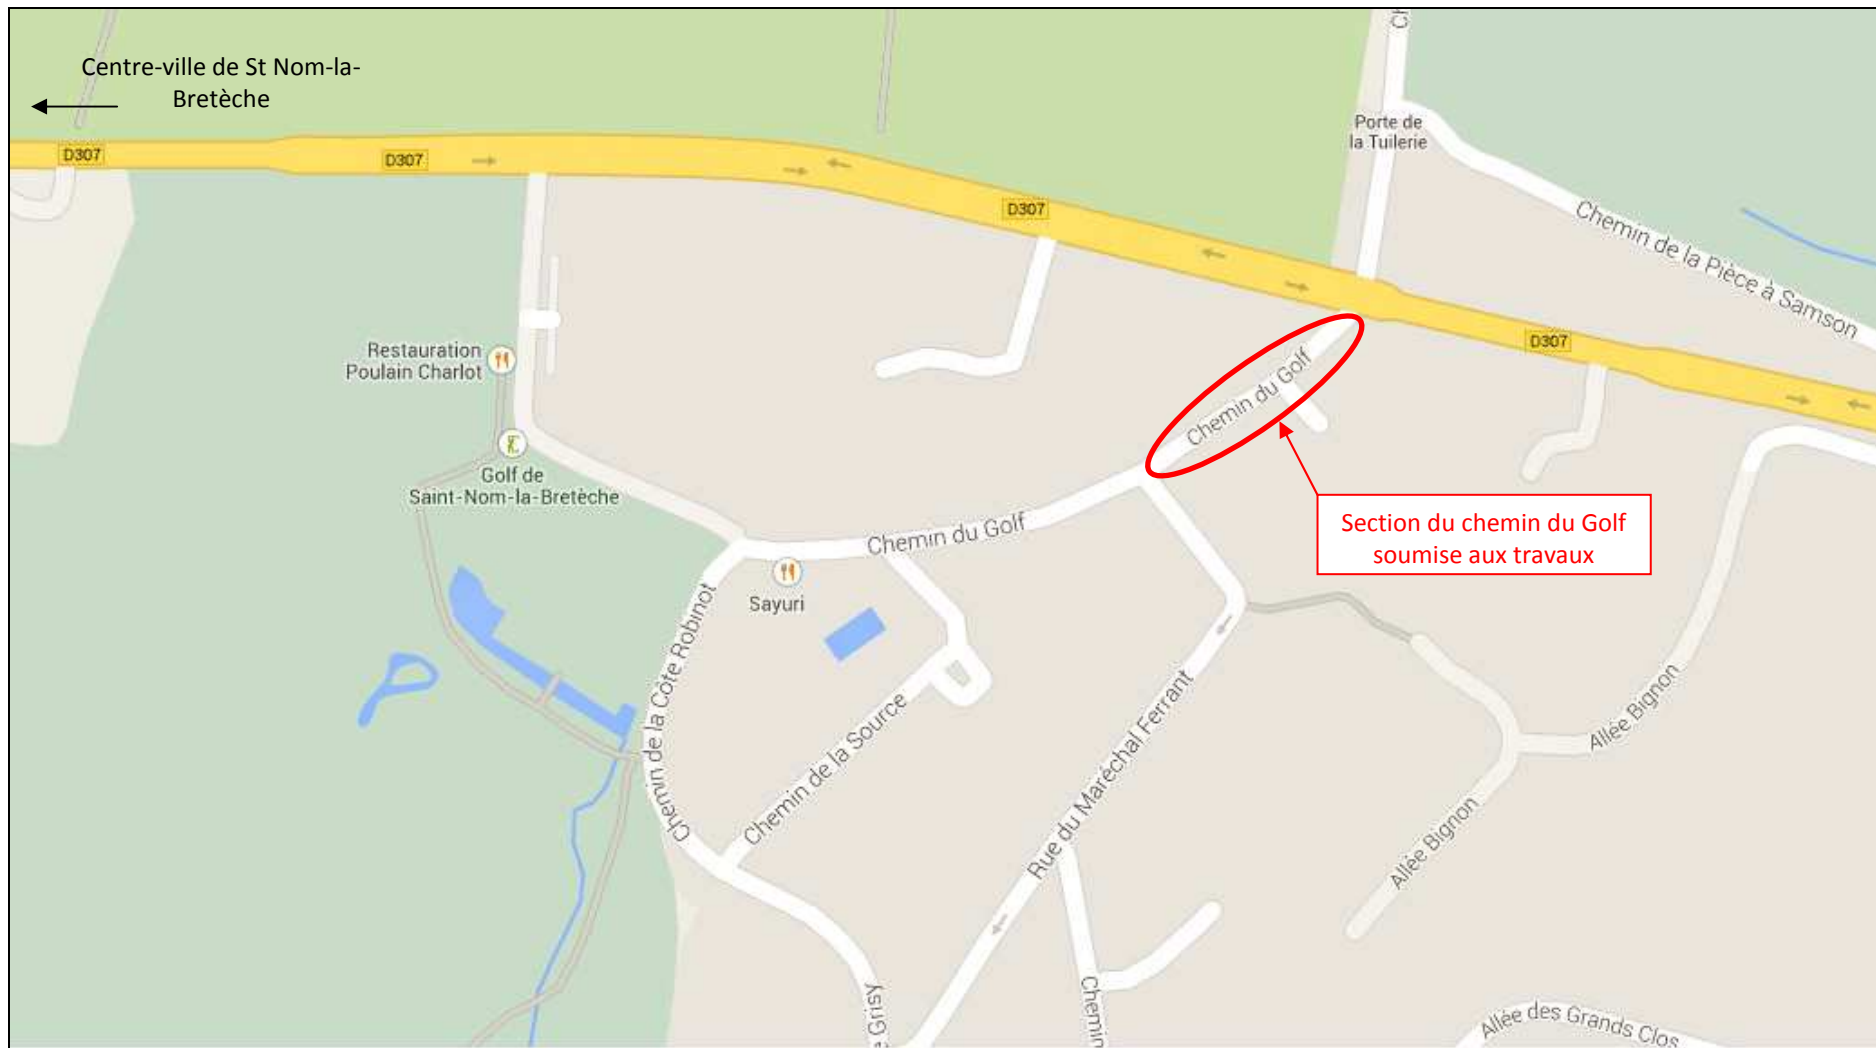 Centre-ville de St Nom-la-
Bretèche
Ch
D307
D307
D307
D307
Porte de
la Tuilerie
Chemin de la Pièce à Samson
Restauration
Poulain Charlot
Golf de
Saint-Nom-la-Bretèche
Chemin du Golf
Chemin du Golf
Section du chemin du Golf
soumise aux travaux
Sayuri
Chemin de la Côte Robinot
Chemin de la Source
Rue du Maréchal Ferrant
Allée Bignon
Allée Bignon
Grisy
Chemin
Allée des Grands Clos